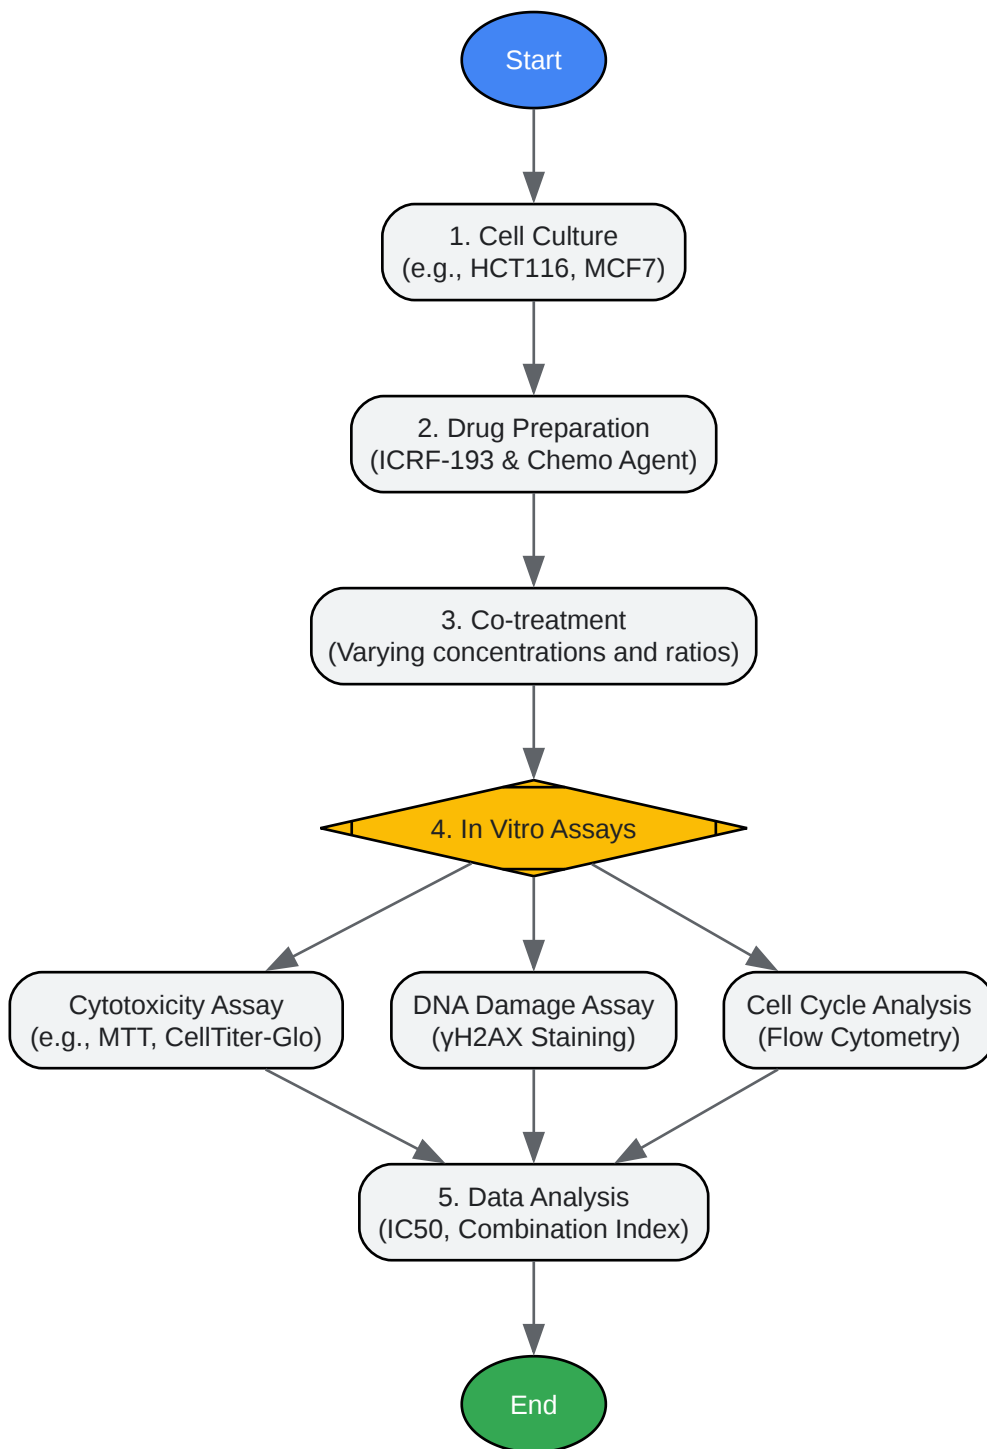 Start
1. Cell Culture
(e.g., HCT116, MCF7)
2. Drug Preparation
(ICRF-193 & Chemo Agent)
3. Co-treatment
(Varying concentrations and ratios)
4. In Vitro Assays
Cytotoxicity Assay
(e.g., MTT, CellTiter-Glo)
DNA Damage Assay
(γH2AX Staining)
Cell Cycle Analysis
(Flow Cytometry)
5. Data Analysis
(IC50, Combination Index)
End